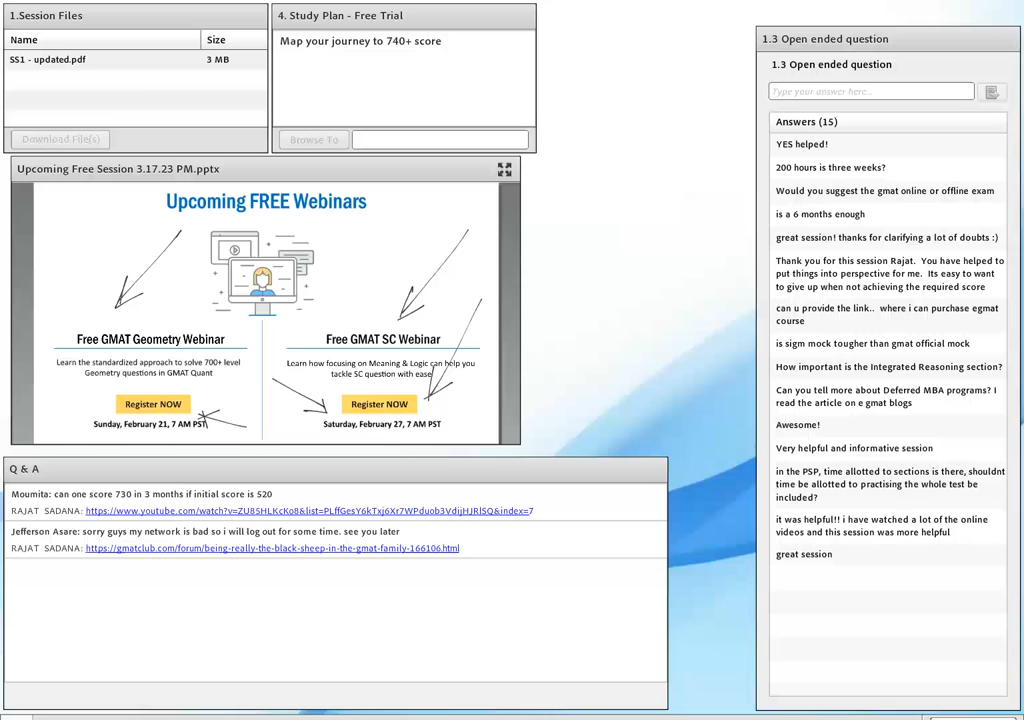 1.Session Files
Name Size
SS1 - updated.pdf 3 MB
Download File(s)
4. Study Plan - Free Trial
Map your journey to 740+ score
Browse To
Upcoming Free Session 3.17.23 PM.pptx
Upcoming FREE Webinars
Free GMAT Geometry Webinar
Learn the standardized approach to solve 700+ level
Geometry questions in GMAT Quant
Register NOW
Sunday, February 21, 7 AM PST
Free GMAT SC Webinar
Learn how focusing on Meaning & Logic can help you
tackle SC question with ease
Register NOW
Saturday, February 27, 7 AM PST
Q & A
Moumita: can one score 730 in 3 months if initial score is 520
RAJAT SADANA: https://www.youtube.com/watch?v=ZU85HLKcKo8&list=PLffGesY6kTxj6Xr7WPduob3VdijHJRlSQ&index=7
Jefferson Asare: sorry guys my network is bad so i will log out for some time. see you later
RAJAT SADANA: https://gmatclub.com/forum/being-really-the-black-sheep-in-the-gmat-family-166106.html
1.3 Open ended question
1.3 Open ended question
Type your answer here...
Answers (15)
YES helped!
200 hours is three weeks?
Would you suggest the gmat online or offline exam
is a 6 months enough
great session! thanks for clarifying a lot of doubts :)
Thank you for this session Rajat. You have helped to
put things into perspective for me. Its easy to want
to give up when not achieving the required score
can u provide the link.. where i can purchase egmat
course
is sigm mock tougher than gmat official mock
How important is the Integrated Reasoning section?
Can you tell more about Deferred MBA programs? I
read the article on e gmat blogs
Awesome!
Very helpful and informative session
in the PSP, time allotted to sections is there, shouldnt
time be allotted to practising the whole test be
included?
it was helpful!! i have watched a lot of the online
videos and this session was more helpful
great session